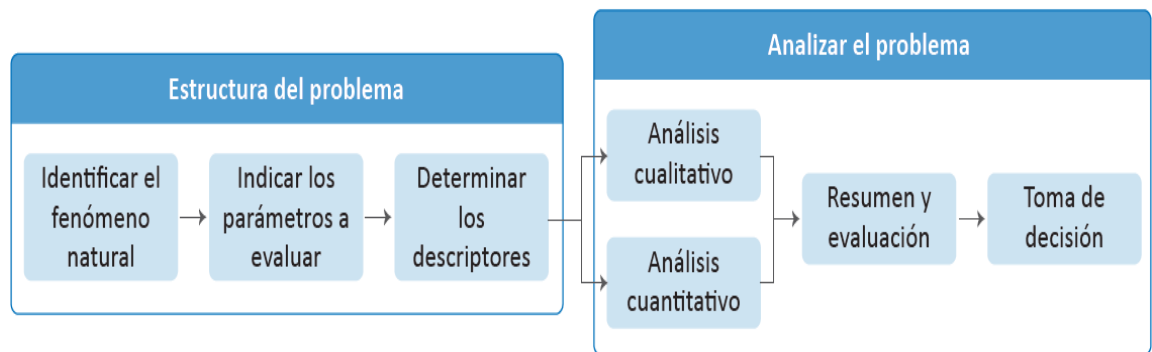 Estructura del problema
Identificar el
fenómeno
natural
Indicar los
parámetros a
evaluar
Determinar
los
descriptores
Analizar el problema
Análisis
cualitativo
Análisis
cuantitativo
Resumen y
evaluación
Toma de
decisión